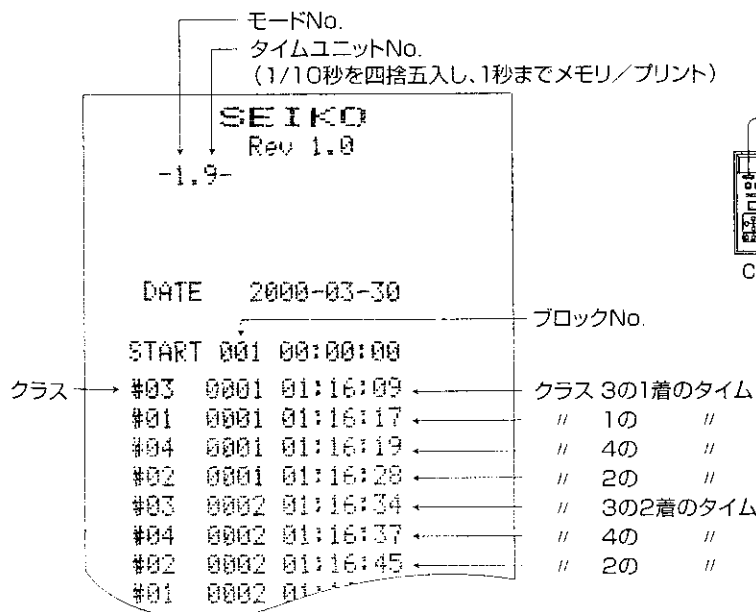 モードNo.
タイムユニットNo.
(1/10秒を四捨五入し、1秒までメモリ/プリント)
SEIKO
Rev 1.0
-1.9-
DATE 2000-03-30
ブロックNo.
START 001 00:00:00
クラス #03 0001 01:16:09 クラス 3の1着のタイム
#01 0001 01:16:17 〃 1の 〃
#04 0001 01:16:19 〃 4の 〃
#02 0001 01:16:28 〃 2の 〃
#03 0002 01:16:34 〃 3の2着のタイム
#04 0002 01:16:37 〃 4の 〃
#02 0002 01:16:45 〃 2の 〃
#01 0002 01:
C